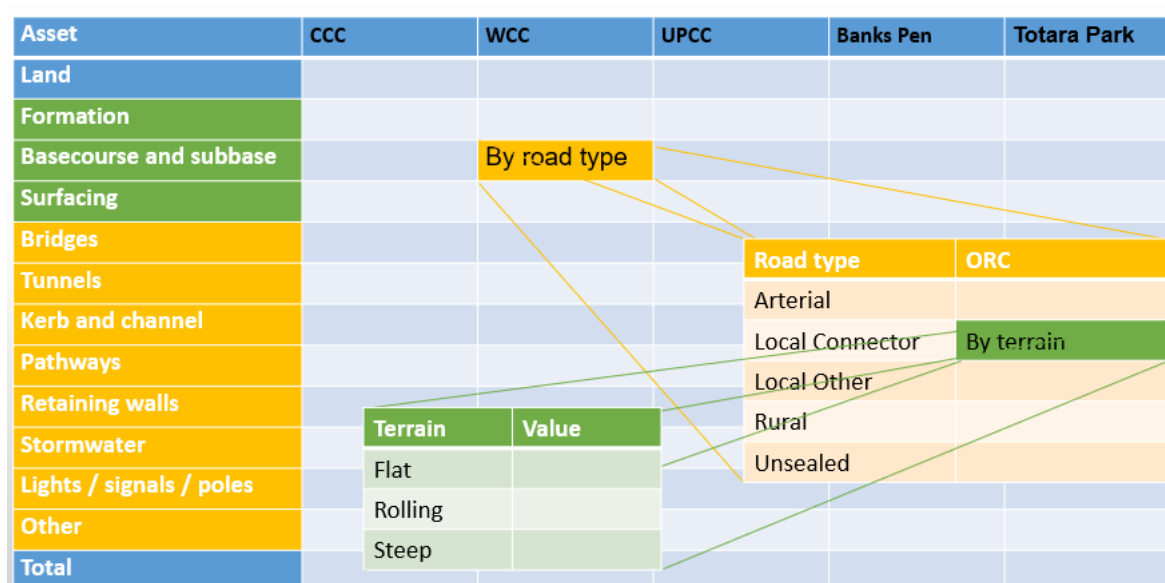 Asset CCC WCC UPCC Banks Pen Totara Park
Land
Formation
Basecourse and subbase By road type
Surfacing
Bridges
Tunnels
Kerb and channel
Pathways
Retaining walls
Stormwater
Lights / signals / poles
Other
Total
Road type ORC
Arterial
Local Connector By terrain
Local Other
Rural
Unsealed
Terrain Value
Flat
Rolling
Steep